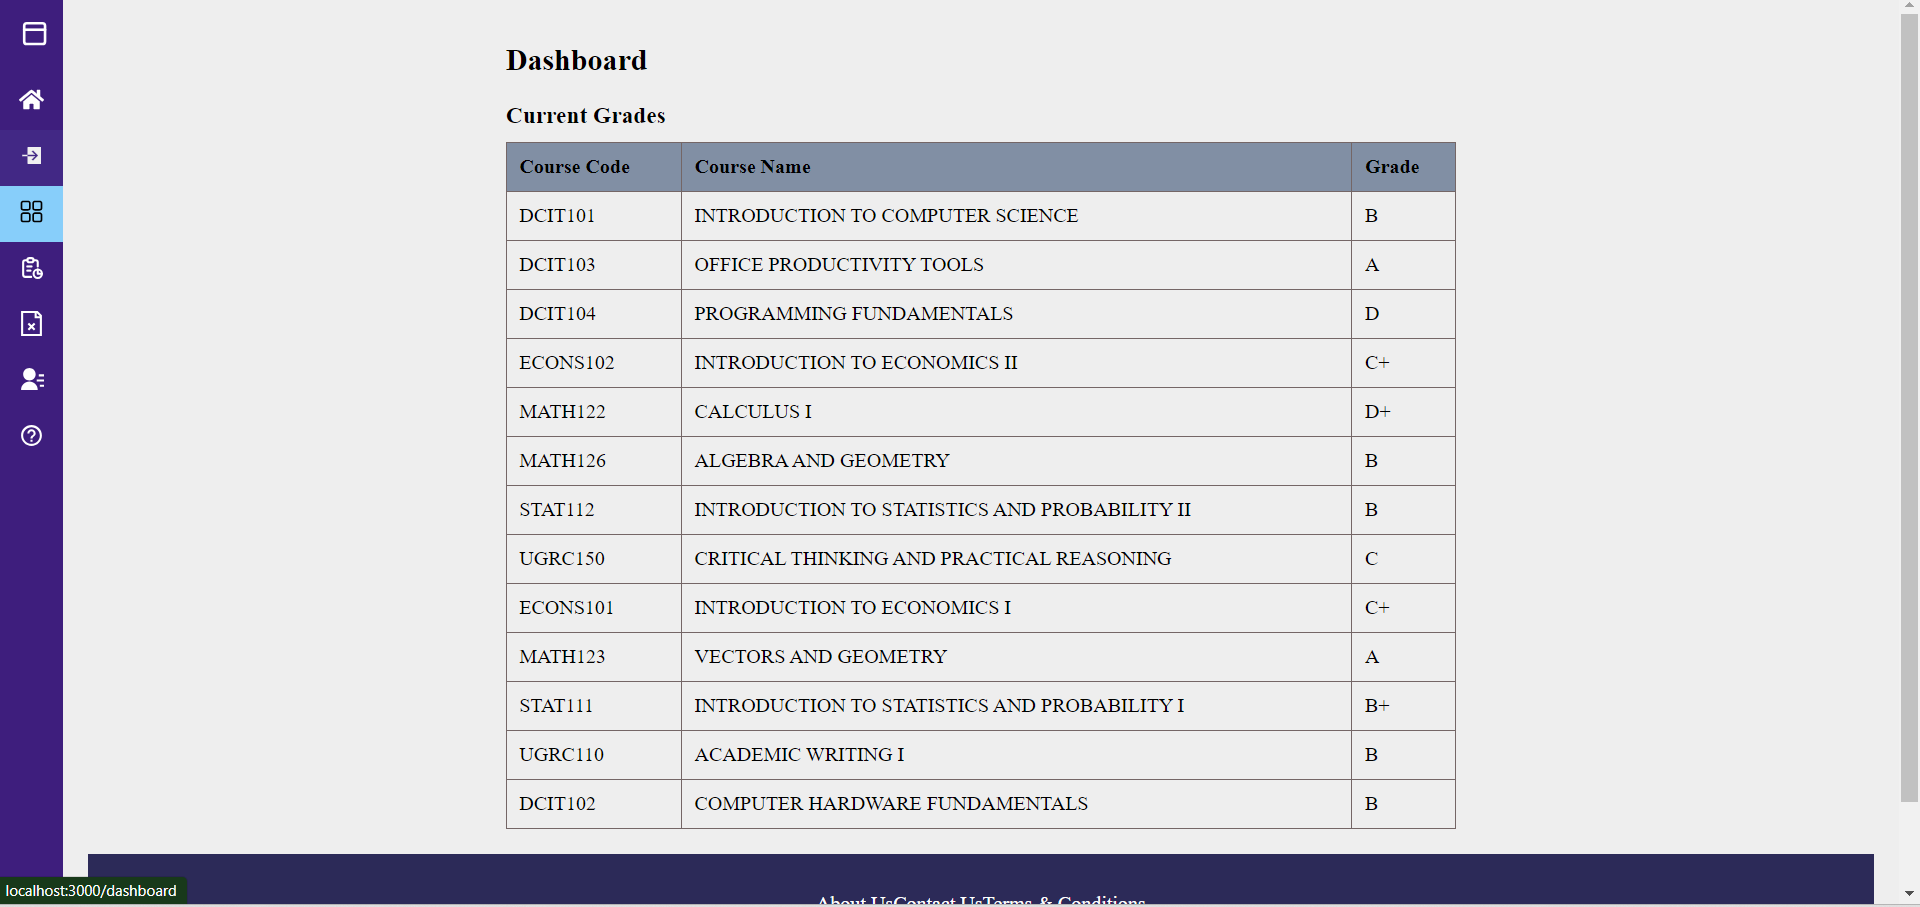 Dashboard
Current Grades
Course Code Course Name Grade
DCIT101 INTRODUCTION TO COMPUTER SCIENCE B
DCIT103 OFFICE PRODUCTIVITY TOOLS A
DCIT104 PROGRAMMING FUNDAMENTALS D
ECONS102 INTRODUCTION TO ECONOMICS II C+
MATH122 CALCULUS I D+
MATH126 ALGEBRA AND GEOMETRY B
STAT112 INTRODUCTION TO STATISTICS AND PROBABILITY II B
UGRC150 CRITICAL THINKING AND PRACTICAL REASONING C
ECONS101 INTRODUCTION TO ECONOMICS I C+
MATH123 VECTORS AND GEOMETRY A
STAT111 INTRODUCTION TO STATISTICS AND PROBABILITY I B+
UGRC110 ACADEMIC WRITING I B
DCIT102 COMPUTER HARDWARE FUNDAMENTALS B
localhost:3000/dashboard
About UsContact UsTerms & Conditions